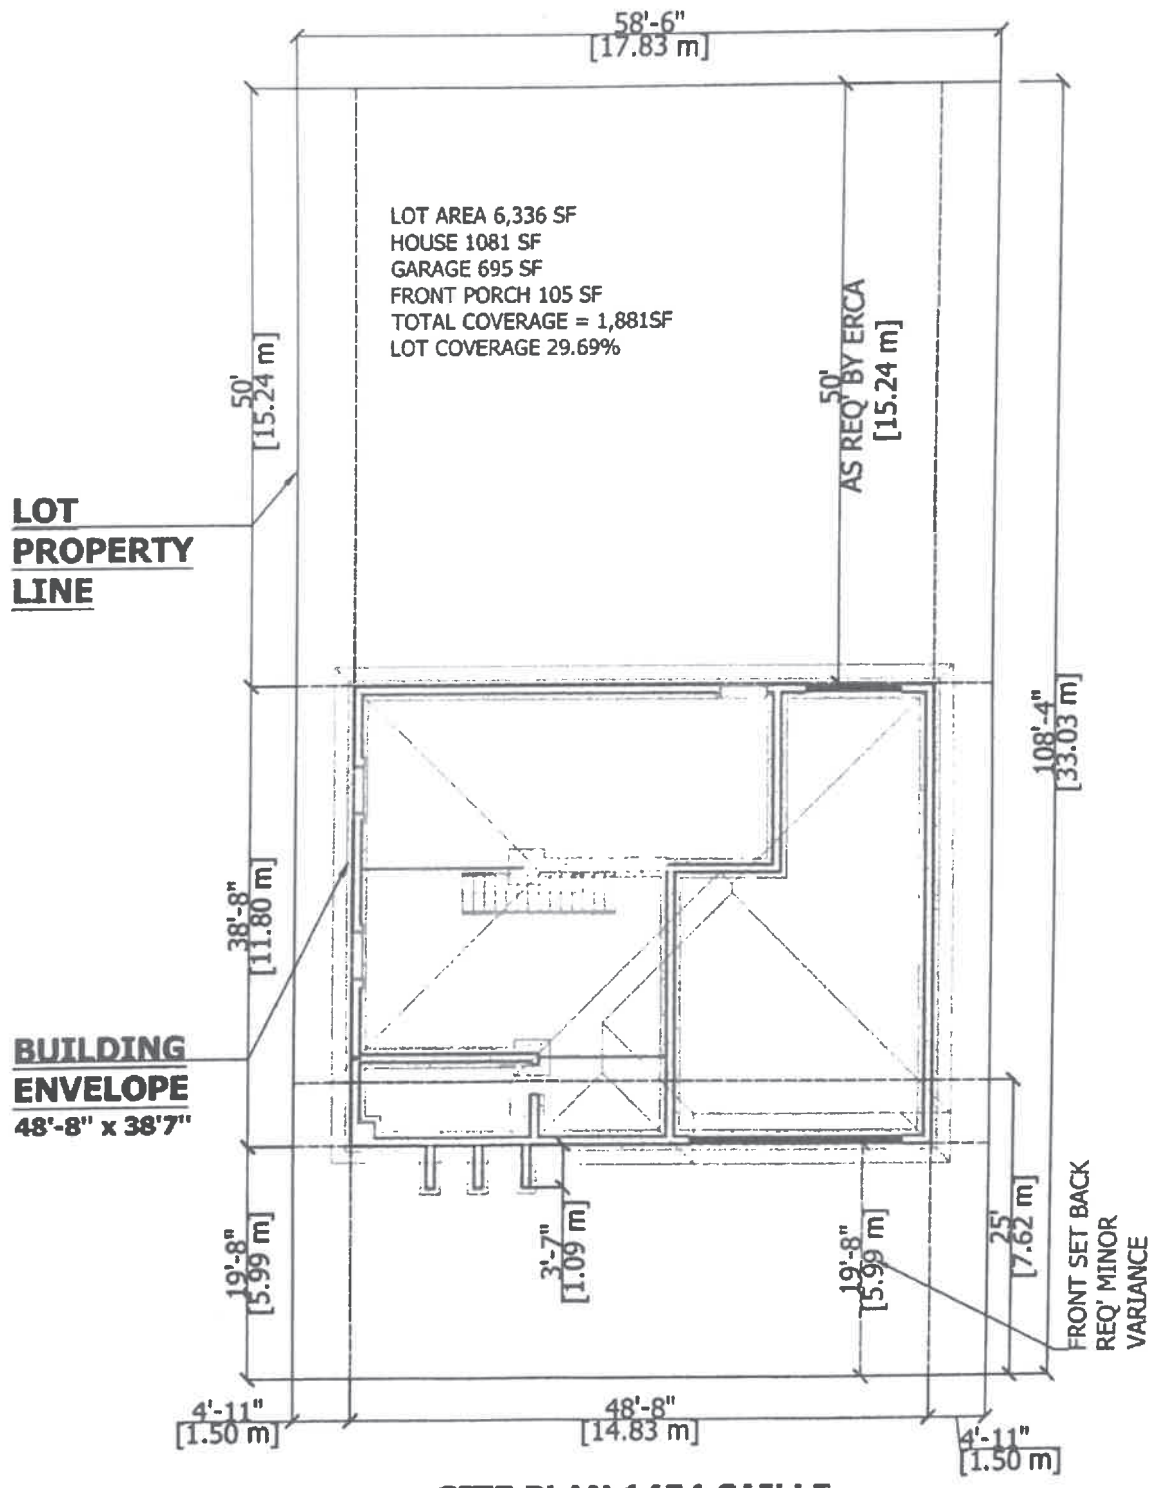 58'-6"
[17.83 m]
LOT AREA 6,336 SF
HOUSE 1081 SF
GARAGE 695 SF
FRONT PORCH 105 SF
TOTAL COVERAGE = 1,881SF
LOT COVERAGE 29.69%
50'
[15.24 m]
50'
AS REQ' BY ERCA
[15.24 m]
LOT
PROPERTY
LINE
108'-4"
[33.03 m]
38'-8"
[11.80 m]
BUILDING
ENVELOPE
48'-8" x 38'7"
19'-8"
[5.99 m]
3'-7"
[1.09 m]
19'-8"
[5.99 m]
25'
[7.62 m]
FRONT SET BACK
REQ' MINOR
VARIANCE
4'-11"
[1.50 m]
48'-8"
[14.83 m]
4'-11"
[1.50 m]
SITE PLAN